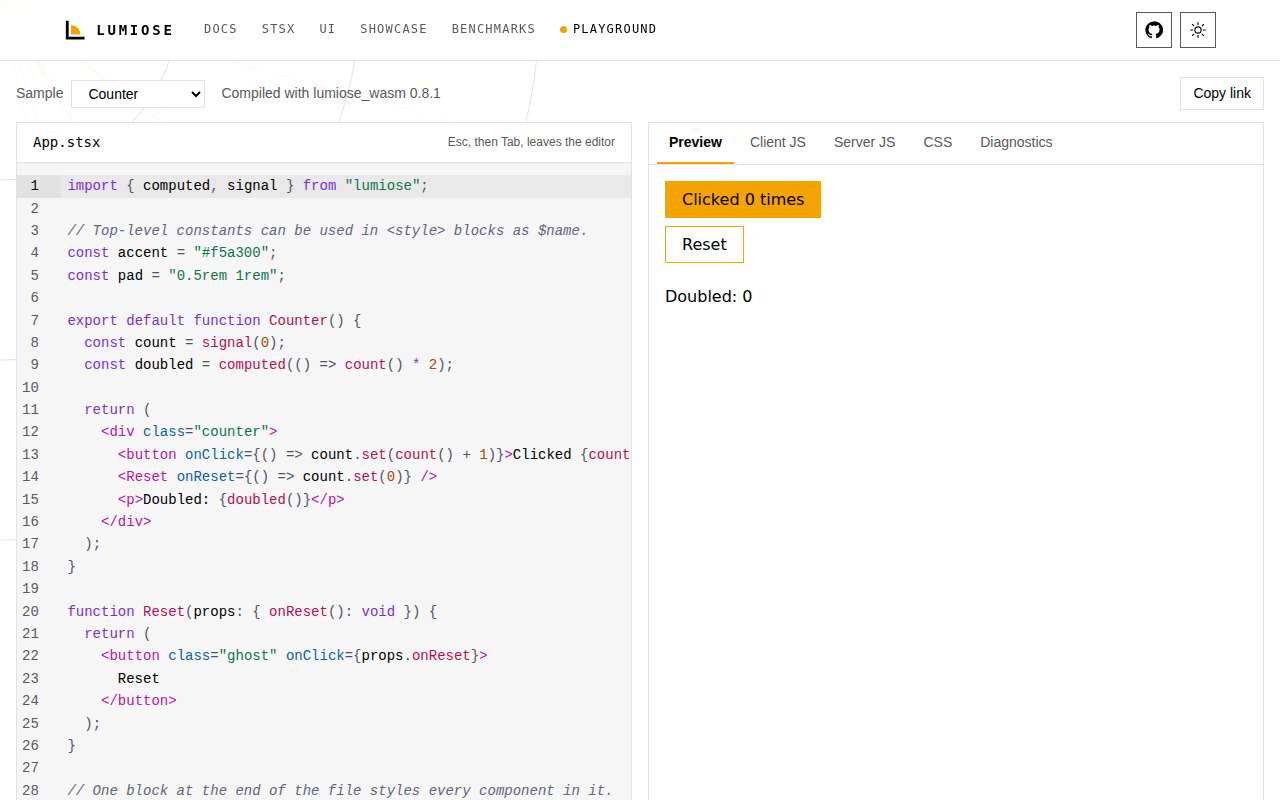 LUMIOSE DOCS STSX UI SHOWCASE BENCHMARKS PLAYGROUND
Sample Counter Compiled with lumiose_wasm 0.8.1 Copy link
App.stsx Esc, then Tab, leaves the editor
1 import { computed, signal } from "lumiose";
2
3 // Top-level constants can be used in <style> blocks as $name.
4 const accent = "#f5a300";
5 const pad = "0.5rem 1rem";
6
7 export default function Counter() {
8   const count = signal(0);
9   const doubled = computed(() => count() * 2);
10
11   return (
12     <div class="counter">
13       <button onClick={() => count.set(count() + 1)}>Clicked {count
14       <Reset onReset={() => count.set(0)} />
15       <p>Doubled: {doubled()}</p>
16     </div>
17   );
18 }
19
20 function Reset(props: { onReset(): void }) {
21   return (
22     <button class="ghost" onClick={props.onReset}>
23       Reset
24     </button>
25   );
26 }
27
28 // One block at the end of the file styles every component in it.
Preview Client JS Server JS CSS Diagnostics
Clicked 0 times
Reset
Doubled: 0